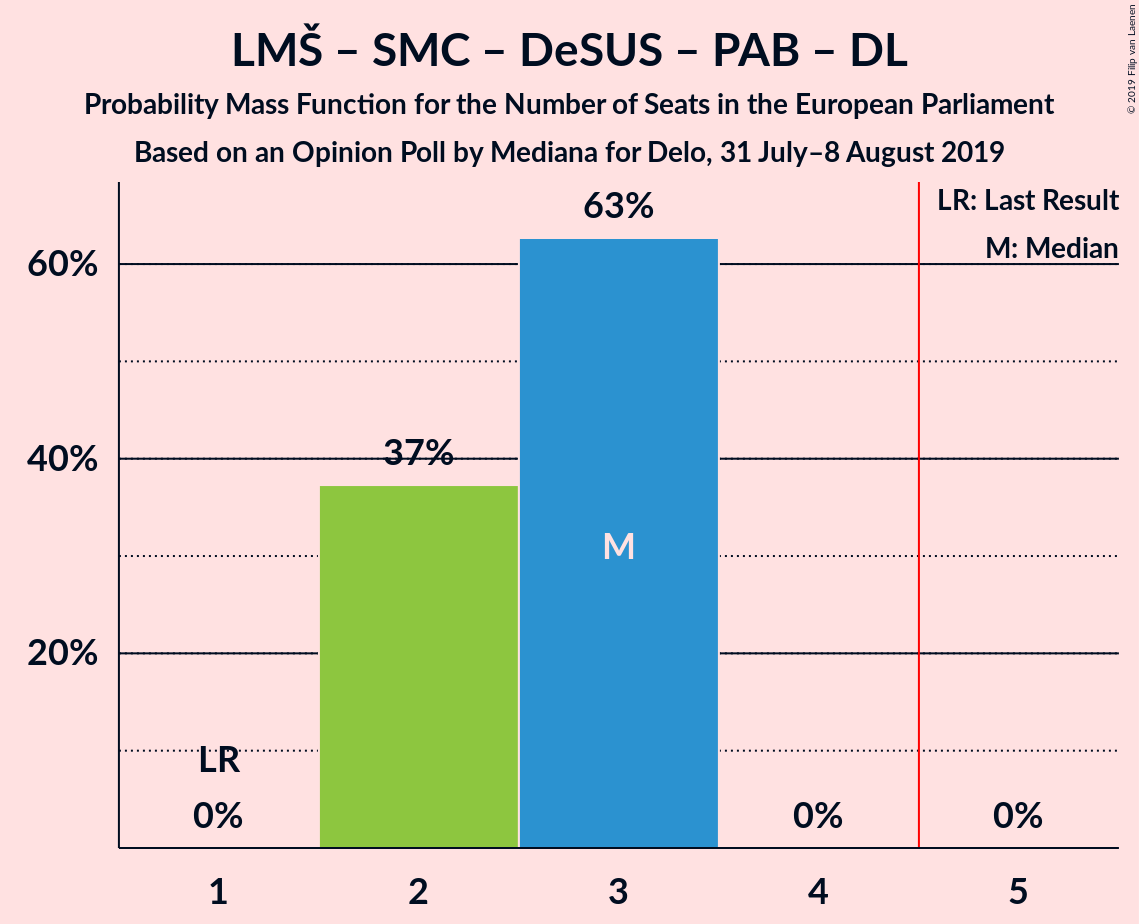 LMŠ – SMC – DeSUS – PAB – DL
Probability Mass Function for the Number of Seats in the European Parliament
Based on an Opinion Poll by Mediana for Delo, 31 July–8 August 2019
© 2019 Filip van Laenen
LR: Last Result
M: Median
63%
60%
40%
37%
M
20%
LR
0%
0%
0%
1
2
3
4
5